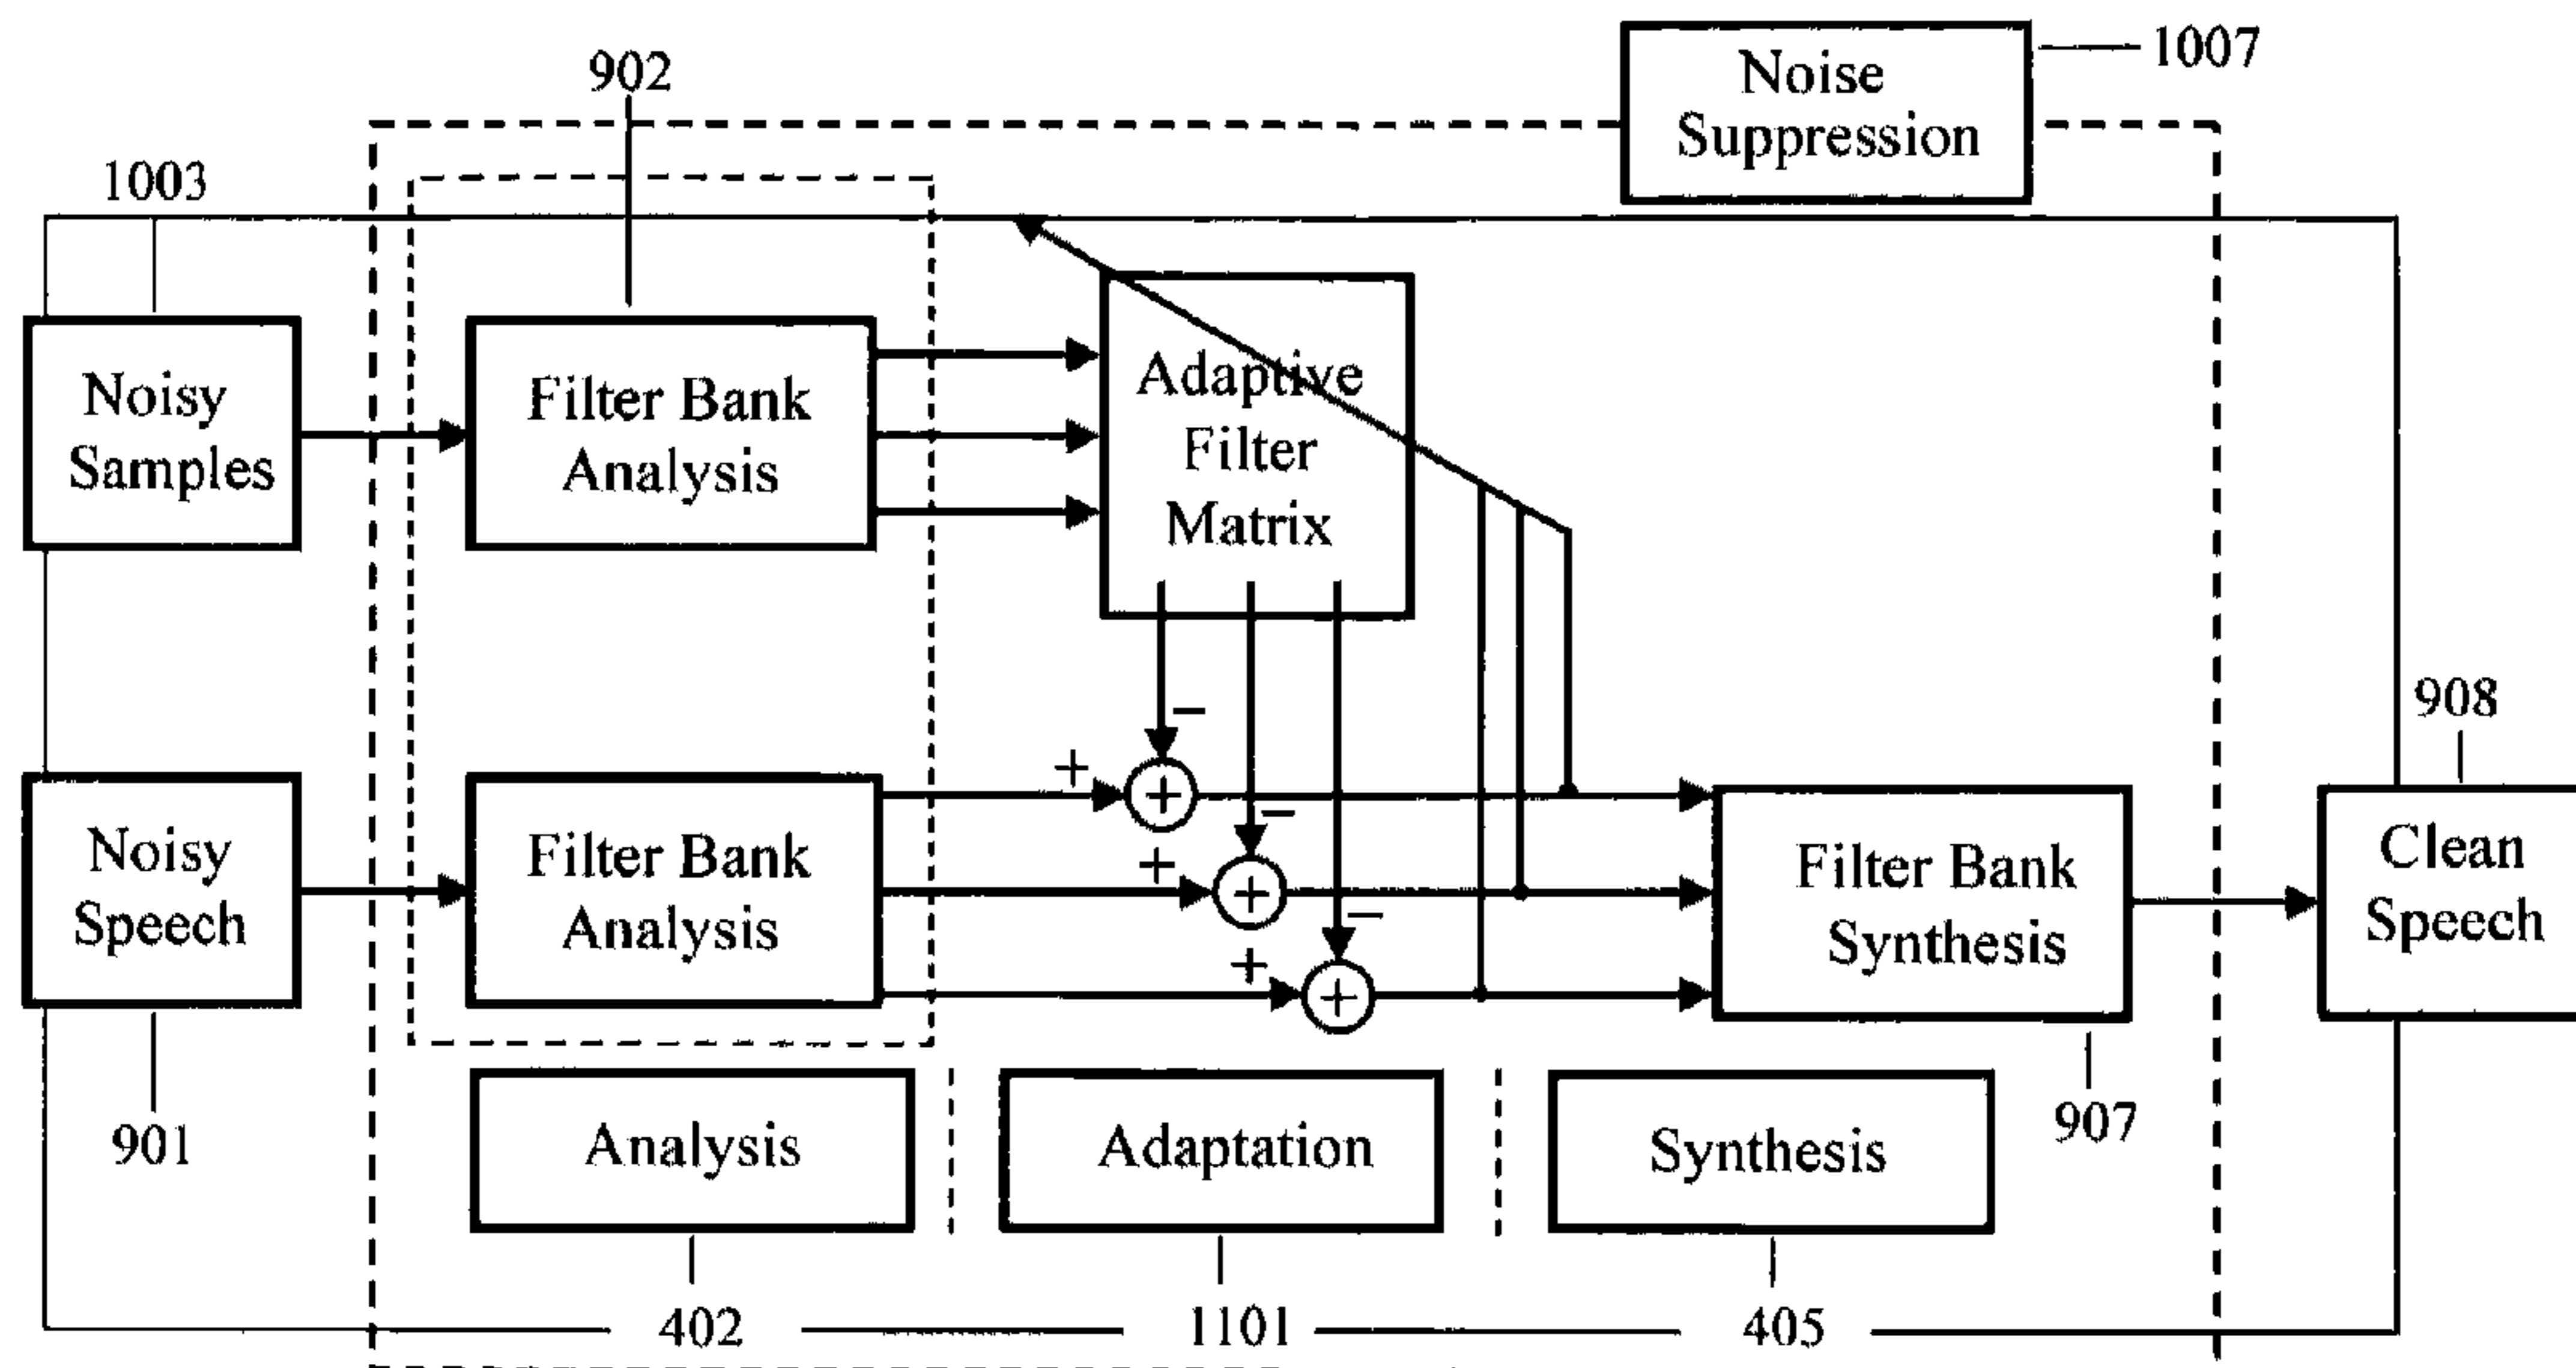 902
Noise
Suppression
1007
1003
Noisy
Samples
Filter Bank
Analysis
Adaptive
Filter
Matrix
−
+
+
−
+
+
−
+
+
Noisy
Speech
Filter Bank
Analysis
Filter Bank
Synthesis
908
Clean
Speech
901
907
Analysis
Adaptation
Synthesis
402
1101
405